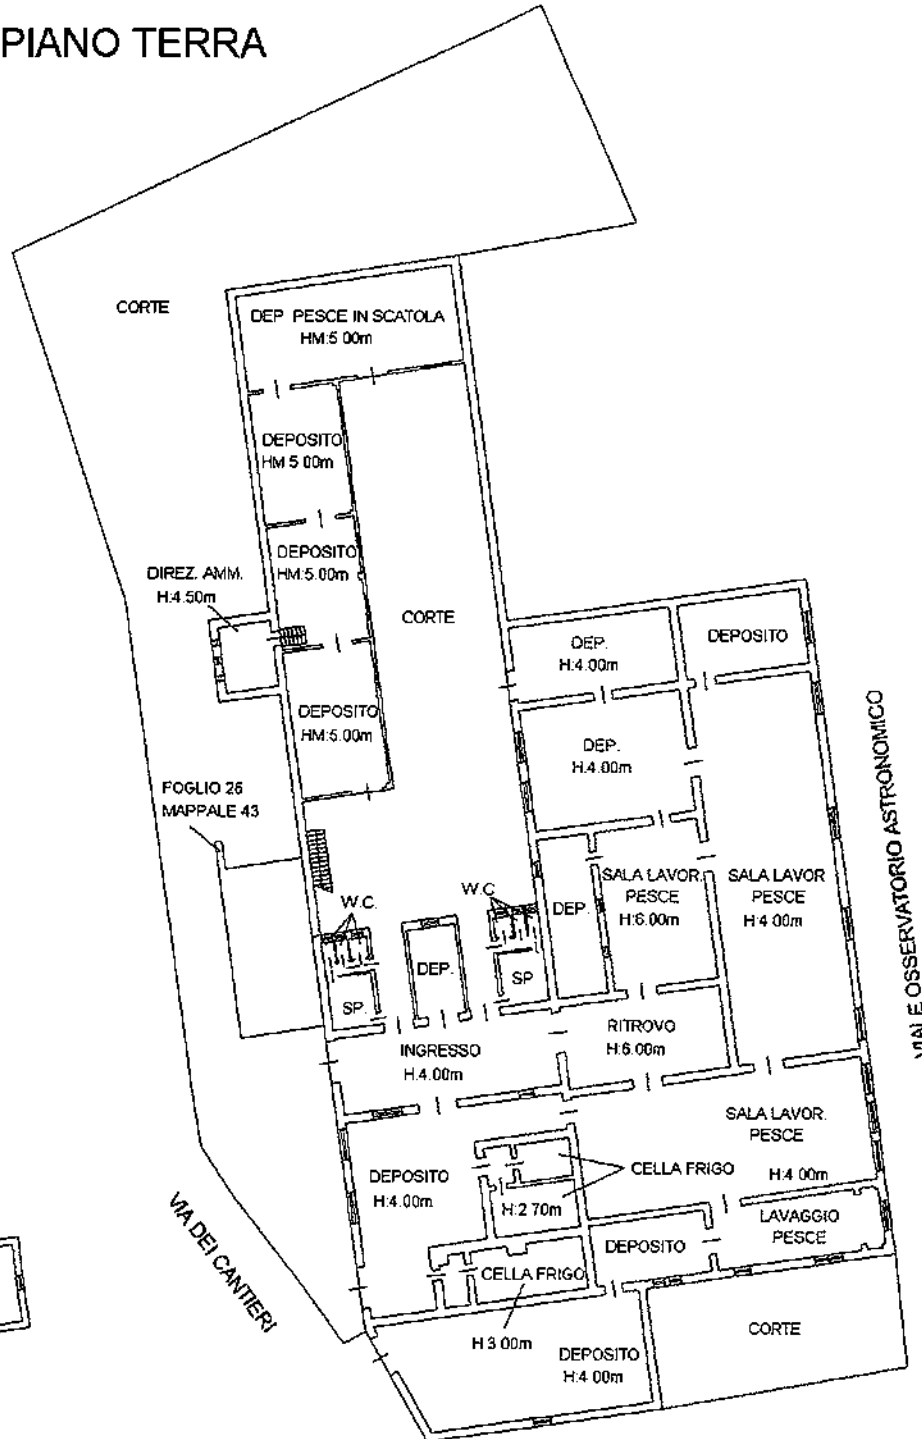 PIANO TERRA
CORTE
DEP PESCE IN SCATOLA
HM:5 00m
DEPOSITO
HM 5 00m
DEPOSITO
HM:5.00m
DIREZ. AMM.
H:4.50m
CORTE
DEP.
H:4.00m
DEPOSITO
DEPOSITO
HM:5.00m
DEP.
H:4.00m
FOGLIO 26
MAPPALE 43
VIALE OSSERVATORIO ASTRONOMICO
SALA LAVOR.
PESCE
H:6.00m
SALA LAVOR
PESCE
H:4 00m
W.C.
W.C
DEP.
DEP.
SP.
SP
INGRESSO
H.4.00m
RITROVO
H:6.00m
SALA LAVOR.
PESCE
H:4 00m
DEPOSITO
H:4.00m
CELLA FRIGO
H:2 70m
LAVAGGIO
PESCE
DEPOSITO
CELLA FRIGO
H 3 00m
VIA DEI CANTIERI
CORTE
DEPOSITO
H:4 00m